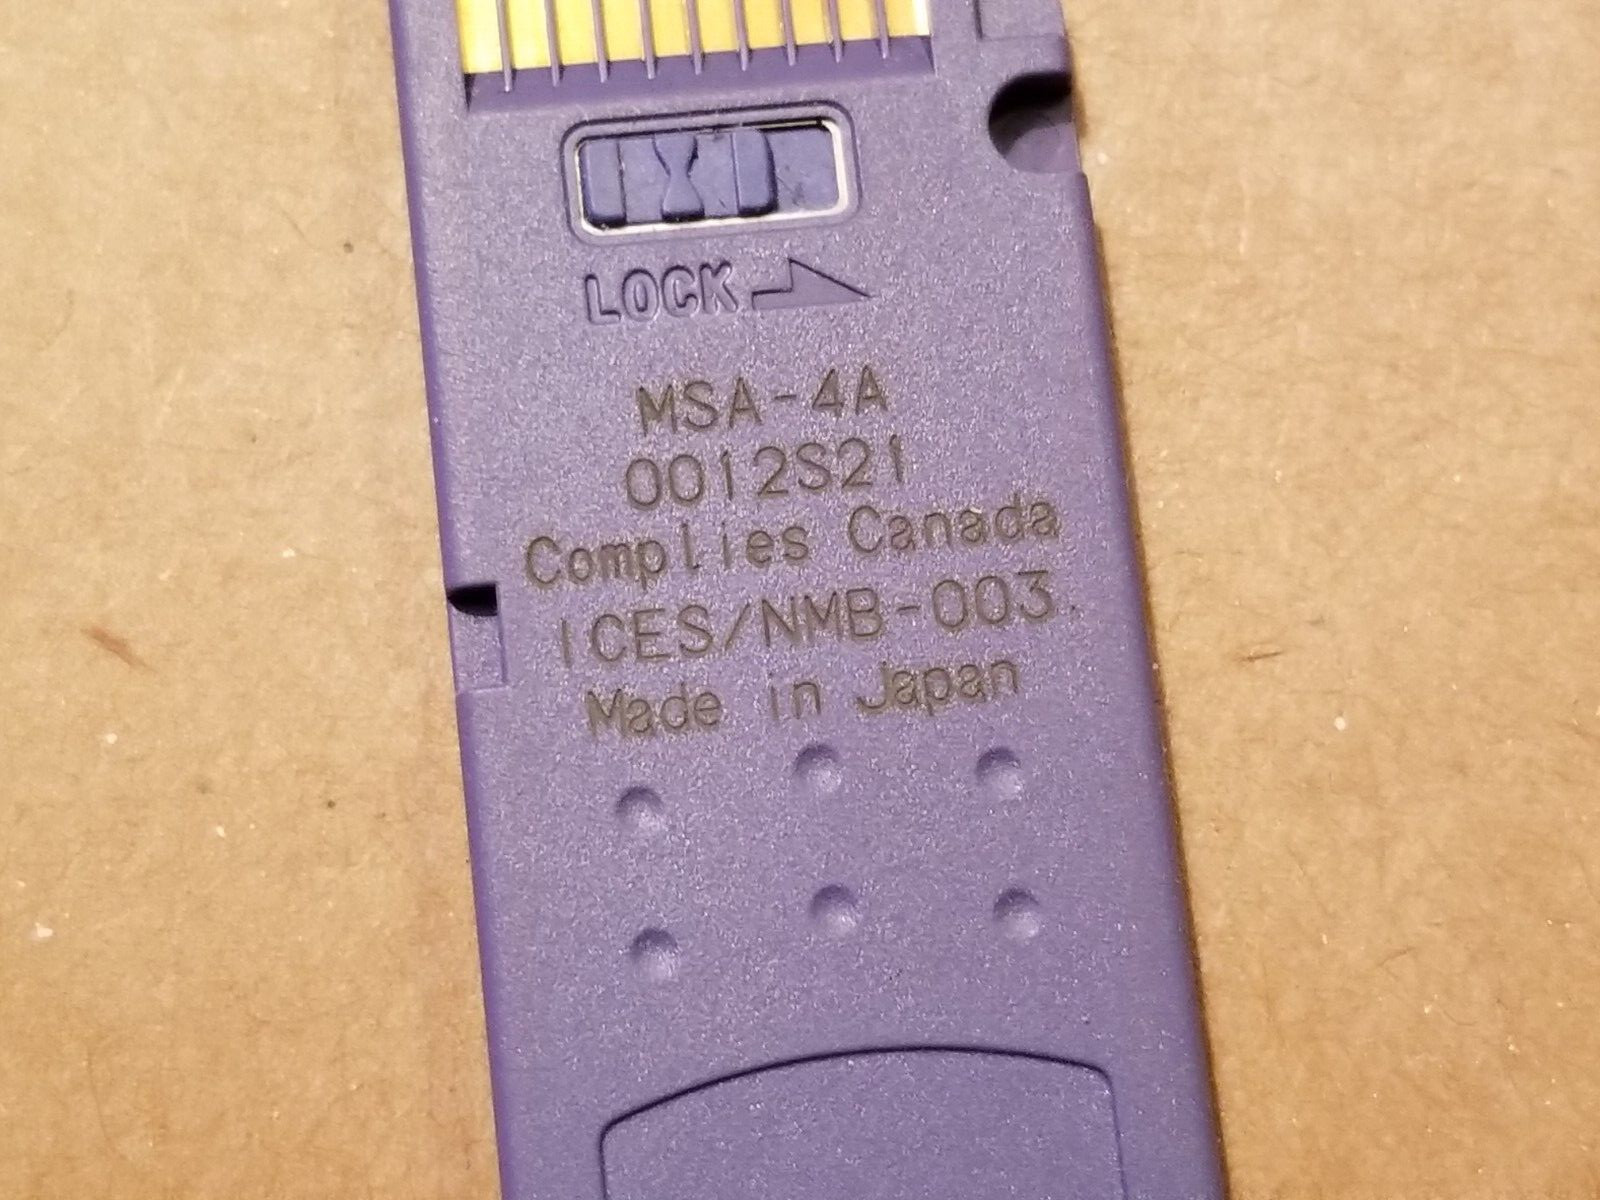 LOCK
MSA-4A
0012S21
Complies Canada
ICES/NMB-003.
Made in Japan